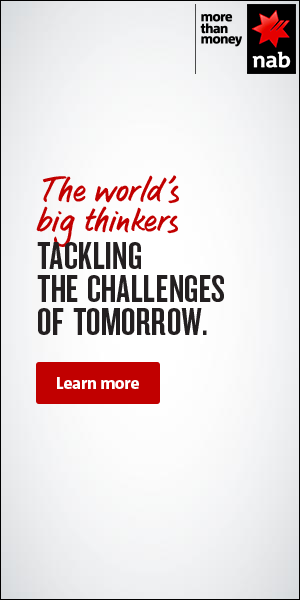 more
than
money
nab
The world's
big thinkers
TACKLING
THE CHALLENGES
OF TOMORROW.
Learn more